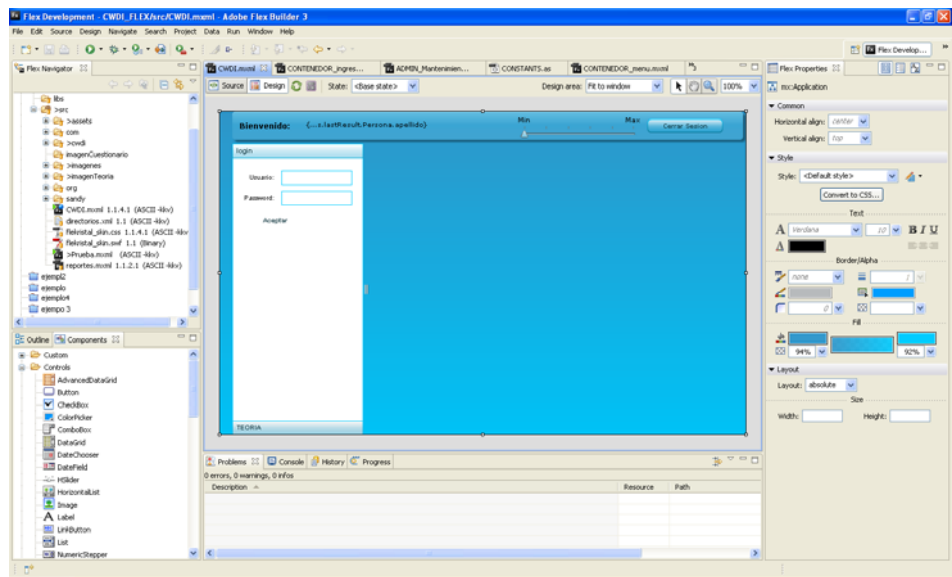 Flex Development - CWDI_FLEX/src/CWDI.mxml - Adobe Flex Builder 3
File Edit Source Design Navigate Search Project Data Run Window Help
Flex Develop...
Flex Navigator
libs
>src
>assets
com
>cwdi
imagenCuestionario
>imagenes
>imagenTeoria
org
sandy
CWDI.mxml 1.1.4.1 (ASCII -kkv)
directorios.xml 1.1 (ASCII -kkv)
flekristal_skin.css 1.1.4.1 (ASCII -kkv
flekristal_skin.swf 1.1 (Binary)
>Prueba.mxml (ASCII -kkv)
reportes.mxml 1.1.2.1 (ASCII -kkv)
ejempl2
ejemplo
ejemplo4
ejempo 3
Outline Components
Custom
Controls
AdvancedDataGrid
Button
CheckBox
ColorPicker
ComboBox
DataGrid
DateChooser
DateField
HSlider
HorizontalList
Image
Label
LinkButton
List
NumericStepper
CWDI.mxml CONTENEDOR_ingres... ADMIN_Mantenimien... CONSTANTS.as CONTENEDOR_menu.mxml
Source Design State: <Base state> Design area: Fit to window 100%
Bienvenido: {...s.lastResult.Persona.apellido} Min Max Cerrar Sesion
login
Usuario:
Password:
Aceptar
TEORIA
Problems Console History Progress
0 errors, 0 warnings, 0 infos
Description Resource Path
Flex Properties
mx:Application
Common
Horizontal align: center
Vertical align: top
Style
Style: <Default style>
Convert to CSS...
Text
A Verdana 10 B I U
A
Border/Alpha
none 1
0
Fill
94% 92%
Layout
Layout: absolute
Size
Width: Height: